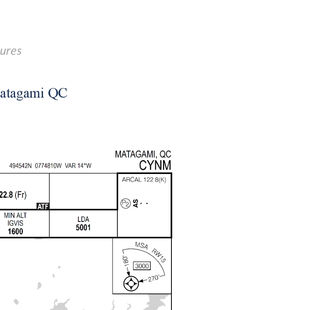 ures
atagami QC
MATAGAMI, QC
494542N 0774810W VAR 14°W CYNM
ARCAL 122.8(K)
22.8 (Fr)
ATF
AS - -
MIN ALT
IGVIS
1600
LDA
5001
MSA RW15
180°
3000
270°